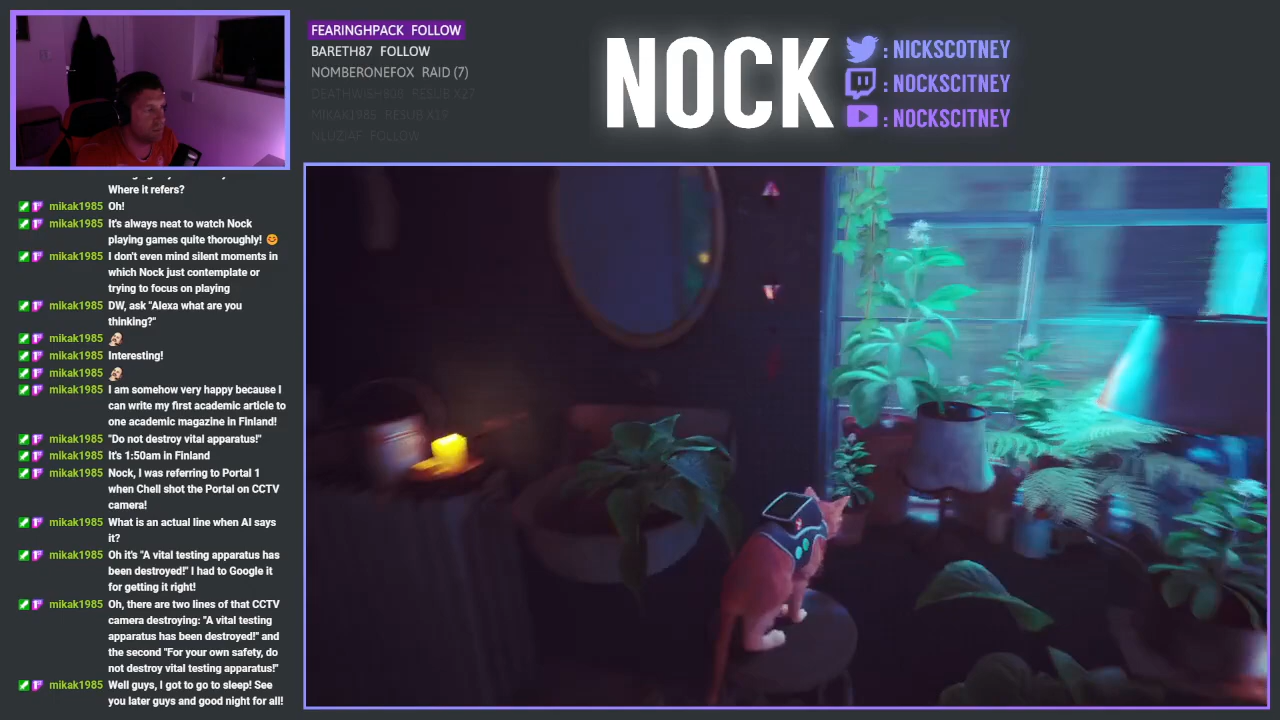 FEARINGHPACK FOLLOW
BARETH87 FOLLOW
NOMBERONEFOX RAID (7)
DEATHWISH808 RESUB X27
MIKAK1985 RESUB X19
NLUZIAF FOLLOW
NOCK
: NICKSCOTNEY
: NOCKSCITNEY
: NOCKSCITNEY
Where it refers?
mikak1985 Oh!
mikak1985 It's always neat to watch Nock
playing games quite thoroughly! 😊
mikak1985 I don't even mind silent moments in
which Nock just contemplate or
trying to focus on playing
mikak1985 DW, ask "Alexa what are you
thinking?"
mikak1985
mikak1985 Interesting!
mikak1985
mikak1985 I am somehow very happy because I
can write my first academic article to
one academic magazine in Finland!
mikak1985 "Do not destroy vital apparatus!"
mikak1985 It's 1:50am in Finland
mikak1985 Nock, I was referring to Portal 1
when Chell shot the Portal on CCTV
camera!
mikak1985 What is an actual line when AI says
it?
mikak1985 Oh it's "A vital testing apparatus has
been destroyed!" I had to Google it
for getting it right!
mikak1985 Oh, there are two lines of that CCTV
camera destroying: "A vital testing
apparatus has been destroyed!" and
the second "For your own safety, do
not destroy vital testing apparatus!"
mikak1985 Well guys, I got to go to sleep! See
you later guys and good night for all!